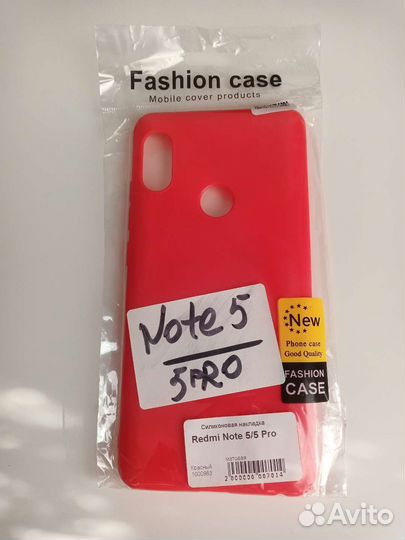 Fashion case
Mobile cover products
Note 5
5PRO
New
Phone case
Good Quality
FASHION
CASE
Силиконовая накладка
Redmi Note 5/5 Pro
Красный
матовая
1000963
Avito